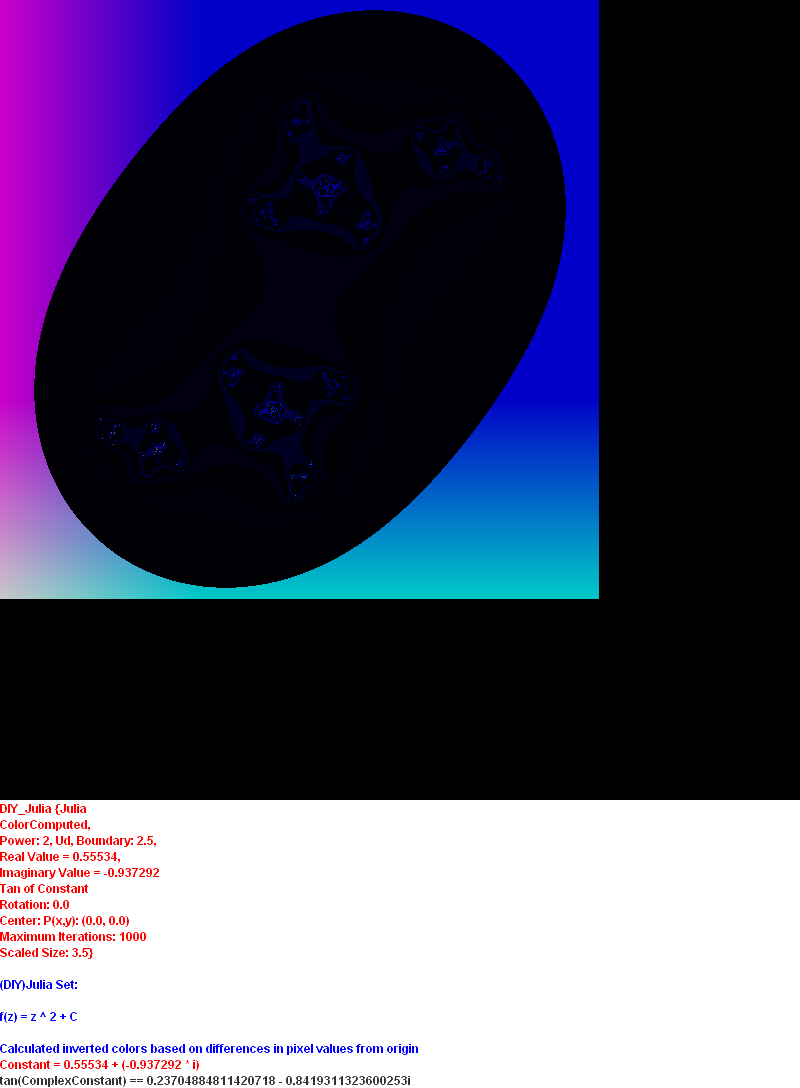 DIY_Julia {Julia
ColorComputed,
Power: 2, Ud, Boundary: 2.5,
Real Value = 0.55534,
Imaginary Value = -0.937292
Tan of Constant
Rotation: 0.0
Center: P(x,y): (0.0, 0.0)
Maximum Iterations: 1000
Scaled Size: 3.5}
(DIY)Julia Set:
f(z) = z ^ 2 + C
Calculated inverted colors based on differences in pixel values from origin
Constant = 0.55534 + (-0.937292 * i)
tan(ComplexConstant) == 0.23704884811420718 - 0.8419311323600253i